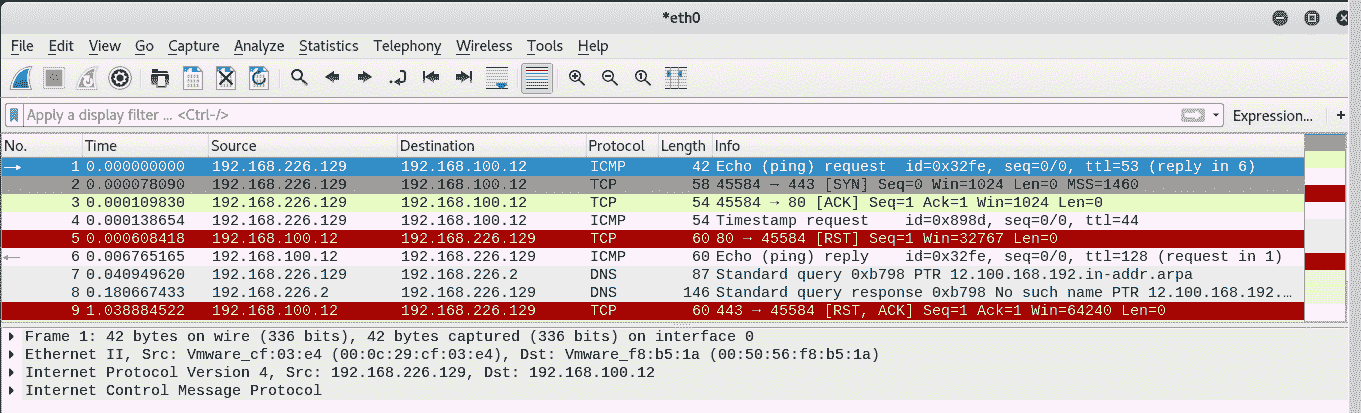 *eth0
File Edit View Go Capture Analyze Statistics Telephony Wireless Tools Help
Apply a display filter ... <Ctrl-/> Expression... +
No. Time Source Destination Protocol Length Info
1 0.000000000 192.168.226.129 192.168.100.12 ICMP 42 Echo (ping) request id=0x32fe, seq=0/0, ttl=53 (reply in 6)
2 0.000078090 192.168.226.129 192.168.100.12 TCP 58 45584 → 443 [SYN] Seq=0 Win=1024 Len=0 MSS=1460
3 0.000109830 192.168.226.129 192.168.100.12 TCP 54 45584 → 80 [ACK] Seq=1 Ack=1 Win=1024 Len=0
4 0.000138654 192.168.226.129 192.168.100.12 ICMP 54 Timestamp request id=0x898d, seq=0/0, ttl=44
5 0.000608418 192.168.100.12 192.168.226.129 TCP 60 80 → 45584 [RST] Seq=1 Win=32767 Len=0
6 0.006765165 192.168.100.12 192.168.226.129 ICMP 60 Echo (ping) reply id=0x32fe, seq=0/0, ttl=128 (request in 1)
7 0.040949620 192.168.226.129 192.168.226.2 DNS 87 Standard query 0xb798 PTR 12.100.168.192.in-addr.arpa
8 0.180667433 192.168.226.2 192.168.226.129 DNS 146 Standard query response 0xb798 No such name PTR 12.100.168.192.…
9 1.038884522 192.168.100.12 192.168.226.129 TCP 60 443 → 45584 [RST, ACK] Seq=1 Ack=1 Win=64240 Len=0
Frame 1: 42 bytes on wire (336 bits), 42 bytes captured (336 bits) on interface 0
Ethernet II, Src: Vmware_cf:03:e4 (00:0c:29:cf:03:e4), Dst: Vmware_f8:b5:1a (00:50:56:f8:b5:1a)
Internet Protocol Version 4, Src: 192.168.226.129, Dst: 192.168.100.12
Internet Control Message Protocol